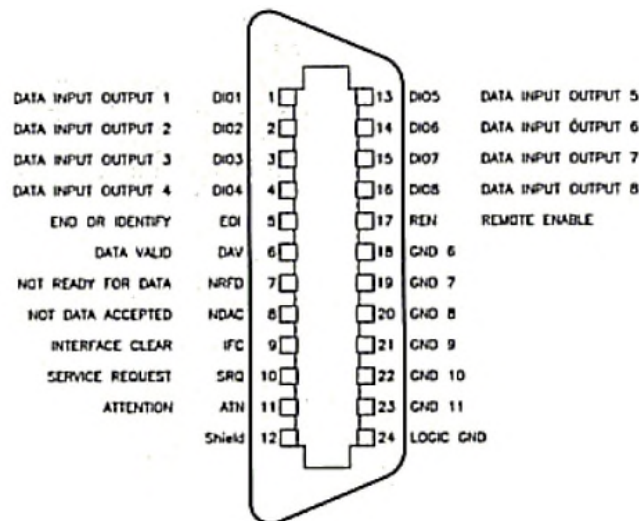 DATA INPUT OUTPUT 1 DIO1 1 13 DIO5 DATA INPUT OUTPUT 5
DATA INPUT OUTPUT 2 DIO2 2 14 DIO6 DATA INPUT OUTPUT 6
DATA INPUT OUTPUT 3 DIO3 3 15 DIO7 DATA INPUT OUTPUT 7
DATA INPUT OUTPUT 4 DIO4 4 16 DIO8 DATA INPUT OUTPUT 8
END OR IDENTIFY EOI 5 17 REN REMOTE ENABLE
DATA VALID DAV 6 18 GND 6
NOT READY FOR DATA NRFD 7 19 GND 7
NOT DATA ACCEPTED NDAC 8 20 GND 8
INTERFACE CLEAR IFC 9 21 GND 9
SERVICE REQUEST SRQ 10 22 GND 10
ATTENTION ATN 11 23 GND 11
Shield 12 24 LOGIC GND